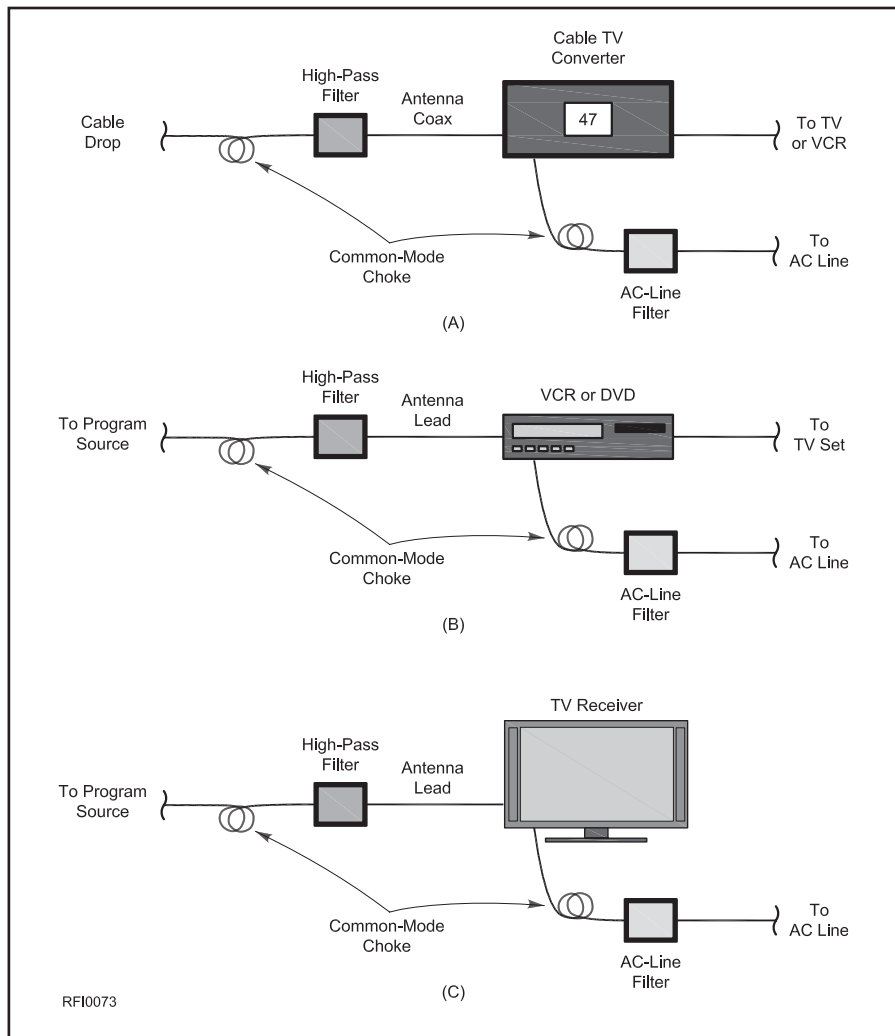 Cable TV
Converter
High-Pass
Filter
Antenna
Coax
Cable
Drop
47
To TV
or VCR
Common-Mode
Choke
To
AC Line
AC-Line
Filter
(A)
High-Pass
Filter
Antenna
Lead
VCR or DVD
To Program
Source
To
TV Set
Common-Mode
Choke
To
AC Line
AC-Line
Filter
(B)
TV Receiver
High-Pass
Filter
Antenna
Lead
To Program
Source
Common-Mode
Choke
To
AC Line
AC-Line
Filter
(C)
RFI0073